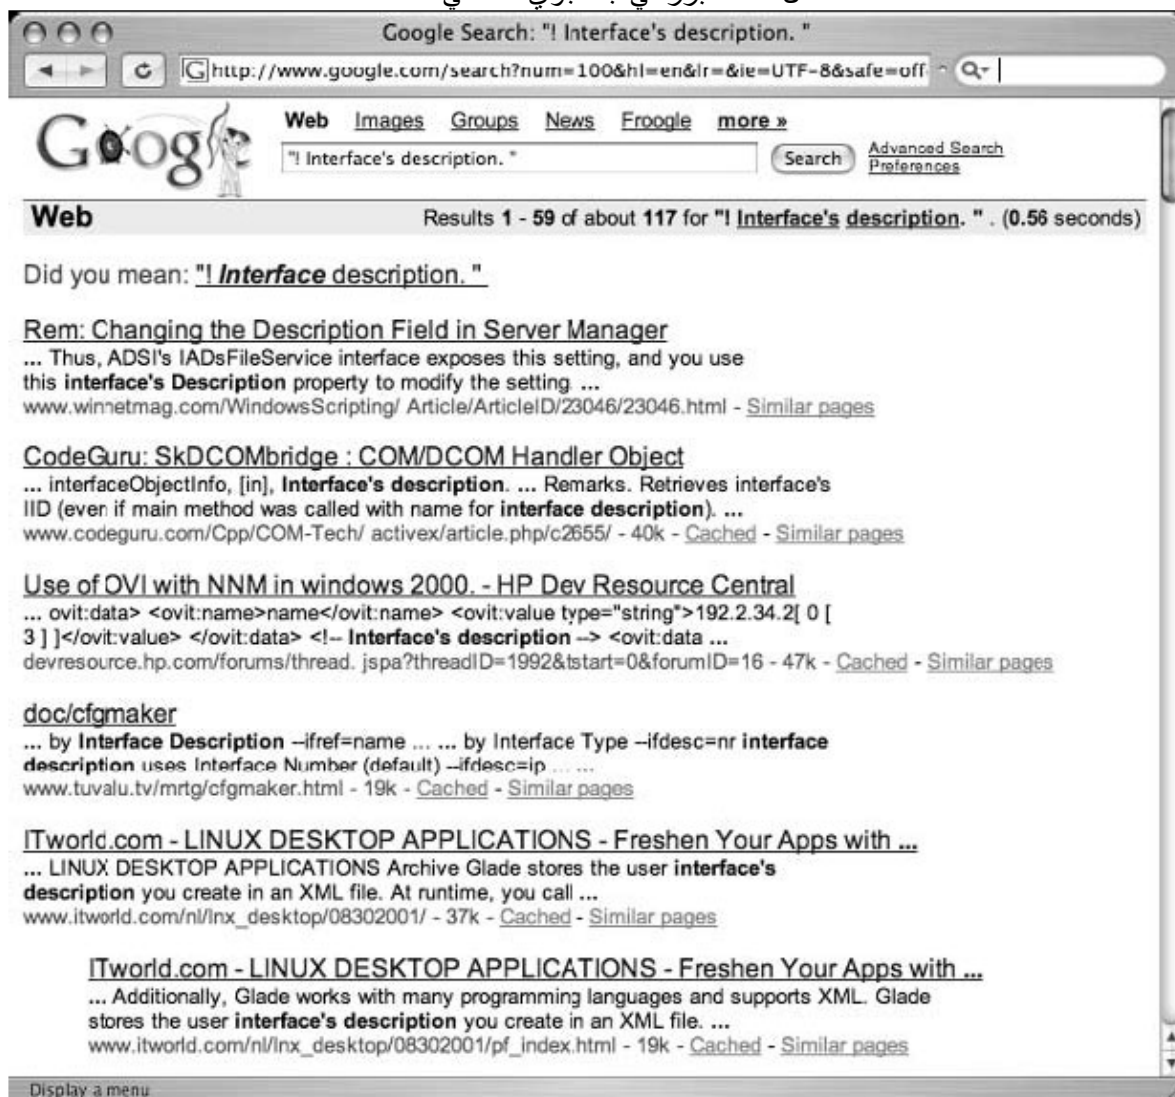 Google Search: "! Interface's description. "
http://www.google.com/search?num=100&hl=en&lr=&ie=UTF-8&safe=off
Google
Web Images Groups News Froogle more »
"! Interface's description. "
Search
Advanced Search
Preferences
Web Results 1 - 59 of about 117 for "! Interface's description. " . (0.56 seconds)
Did you mean: "! Interface description. "
Rem: Changing the Description Field in Server Manager
... Thus, ADSI's IADsFileService interface exposes this setting, and you use
this interface's Description property to modify the setting. ...
www.winnetmag.com/WindowsScripting/ Article/ArticleID/23046/23046.html - Similar pages
CodeGuru: SkDCOMbridge : COM/DCOM Handler Object
... interfaceObjectInfo, [in], Interface's description. ... Remarks. Retrieves interface's
IID (even if main method was called with name for interface description). ...
www.codeguru.com/Cpp/COM-Tech/ activex/article.php/c2655/ - 40k - Cached - Similar pages
Use of OVI with NNM in windows 2000. - HP Dev Resource Central
... ovit:data> <ovit:name>name</ovit:name> <ovit:value type="string">192.2.34.2[ 0 [
3 ] ]</ovit:value> </ovit:data> <!-- Interface's description --> <ovit:data ...
devresource.hp.com/forums/thread. jspa?threadID=1992&tstart=0&forumID=16 - 47k - Cached - Similar pages
doc/cfgmaker
... by Interface Description --ifref=name ... ... by Interface Type --ifdesc=nr interface
description uses Interface Number (default) --ifdesc=ip ... ...
www.tuvalu.tv/mrtg/cfgmaker.html - 19k - Cached - Similar pages
ITworld.com - LINUX DESKTOP APPLICATIONS - Freshen Your Apps with ...
... LINUX DESKTOP APPLICATIONS Archive Glade stores the user interface's
description you create in an XML file. At runtime, you call ...
www.itworld.com/nl/lnx_desktop/08302001/ - 37k - Cached - Similar pages
ITworld.com - LINUX DESKTOP APPLICATIONS - Freshen Your Apps with ...
... Additionally, Glade works with many programming languages and supports XML. Glade
stores the user interface's description you create in an XML file. ...
www.itworld.com/nl/lnx_desktop/08302001/pf_index.html - 19k - Cached - Similar pages
Display a menu